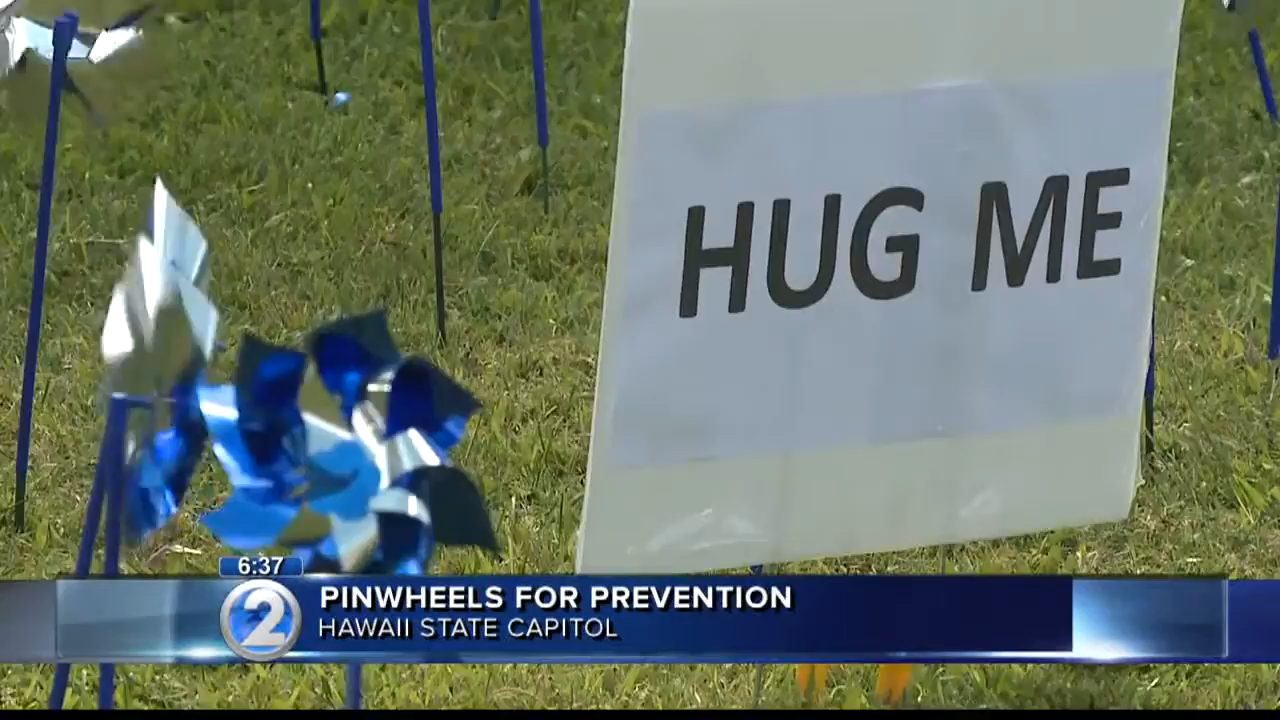 HUG ME
6:37
2
PINWHEELS FOR PREVENTION
HAWAII STATE CAPITOL